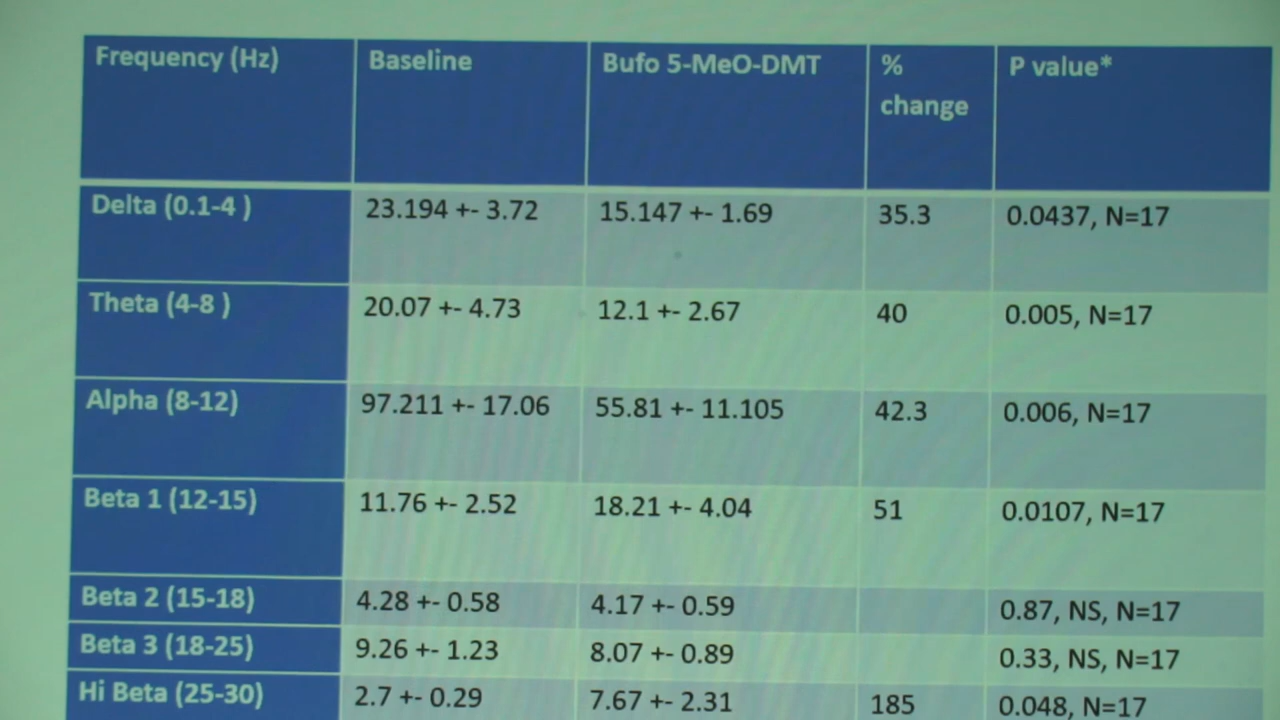 Frequency (Hz) Baseline Bufo 5-MeO-DMT % change P value*
Delta (0.1-4 ) 23.194 +- 3.72 15.147 +- 1.69 35.3 0.0437, N=17
Theta (4-8 ) 20.07 +- 4.73 12.1 +- 2.67 40 0.005, N=17
Alpha (8-12) 97.211 +- 17.06 55.81 +- 11.105 42.3 0.006, N=17
Beta 1 (12-15) 11.76 +- 2.52 18.21 +- 4.04 51 0.0107, N=17
Beta 2 (15-18) 4.28 +- 0.58 4.17 +- 0.59 0.87, NS, N=17
Beta 3 (18-25) 9.26 +- 1.23 8.07 +- 0.89 0.33, NS, N=17
Hi Beta (25-30) 2.7 +- 0.29 7.67 +- 2.31 185 0.048, N=17